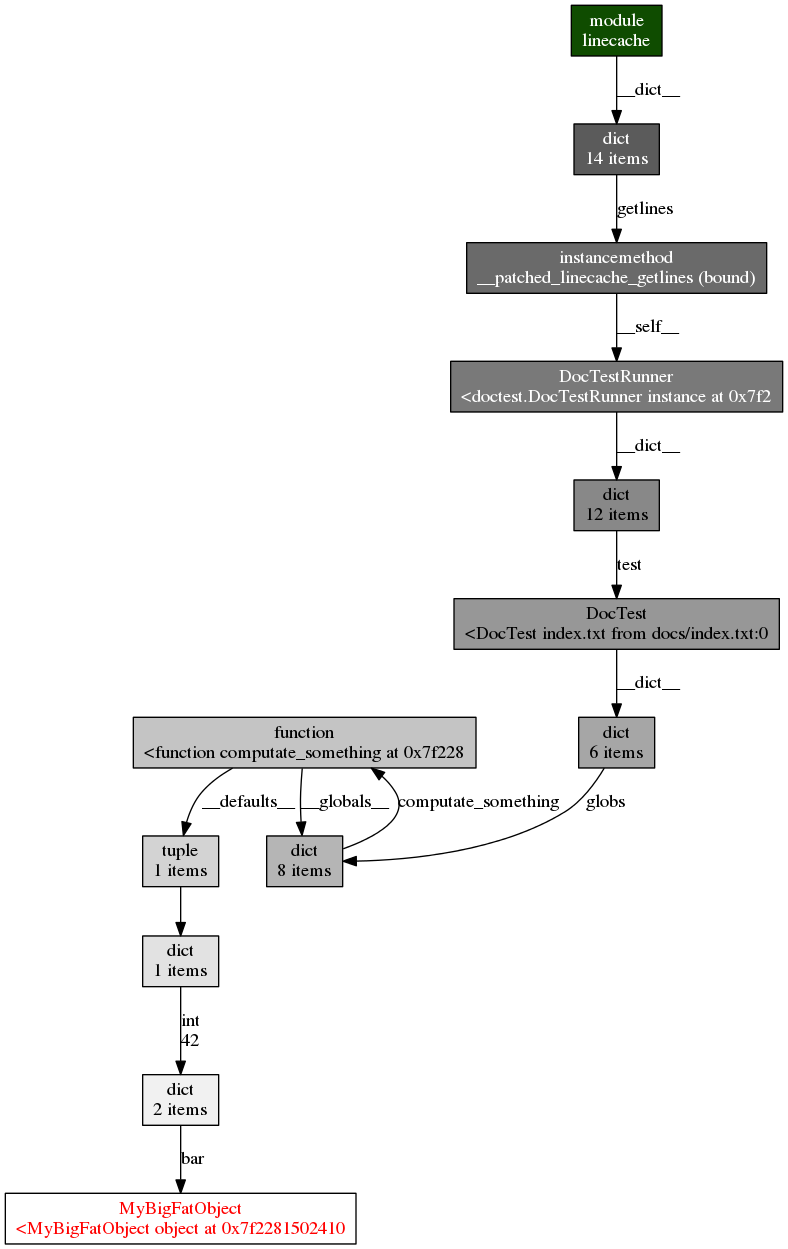 module
linecache
__dict__
dict
14 items
getlines
instancemethod
__patched_linecache_getlines (bound)
__self__
DocTestRunner
<doctest.DocTestRunner instance at 0x7f2
__dict__
dict
12 items
test
DocTest
<DocTest index.txt from docs/index.txt:0
__dict__
function
<function computate_something at 0x7f228
dict
6 items
__defaults__
__globals__
computate_something
globs
tuple
1 items
dict
8 items
dict
1 items
int
42
dict
2 items
bar
MyBigFatObject
<MyBigFatObject object at 0x7f2281502410